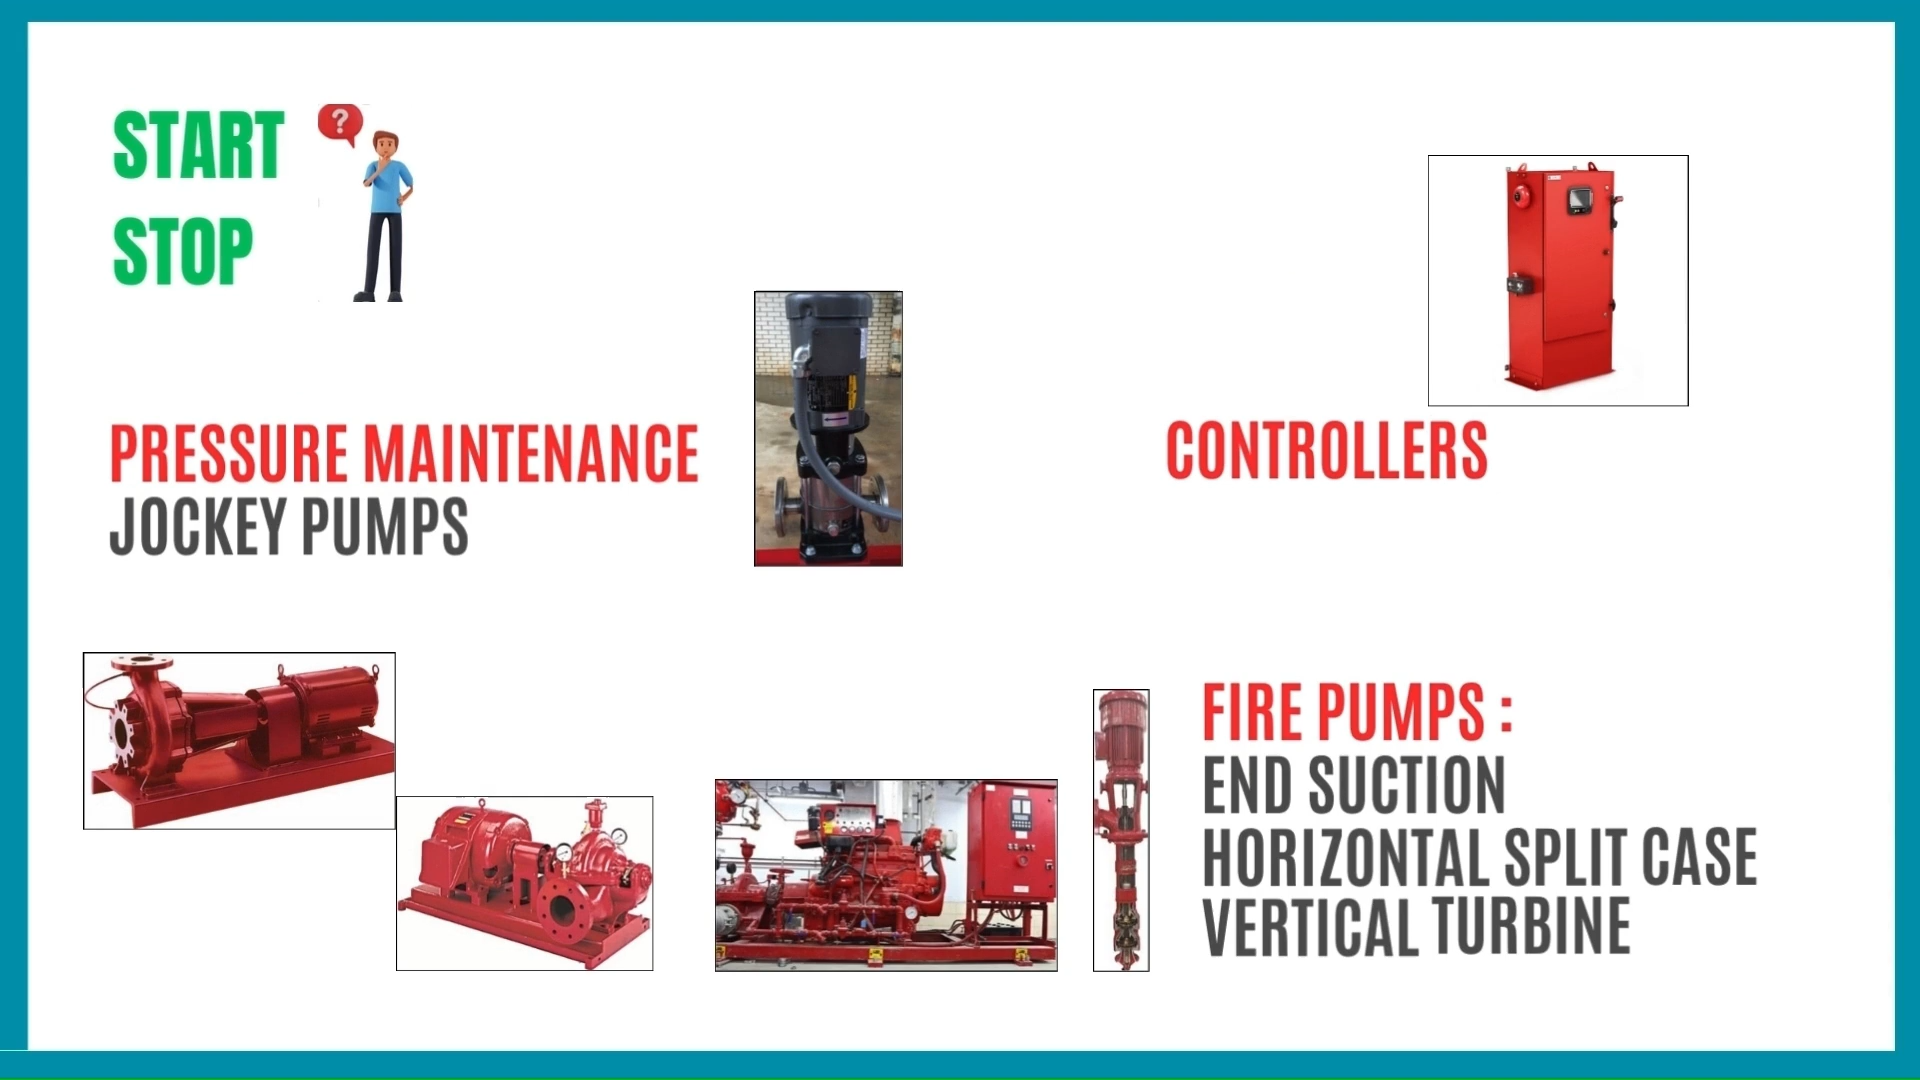 START
?
STOP
PRESSURE MAINTENANCE
JOCKEY PUMPS
CONTROLLERS
FIRE PUMPS :
END SUCTION
HORIZONTAL SPLIT CASE
VERTICAL TURBINE